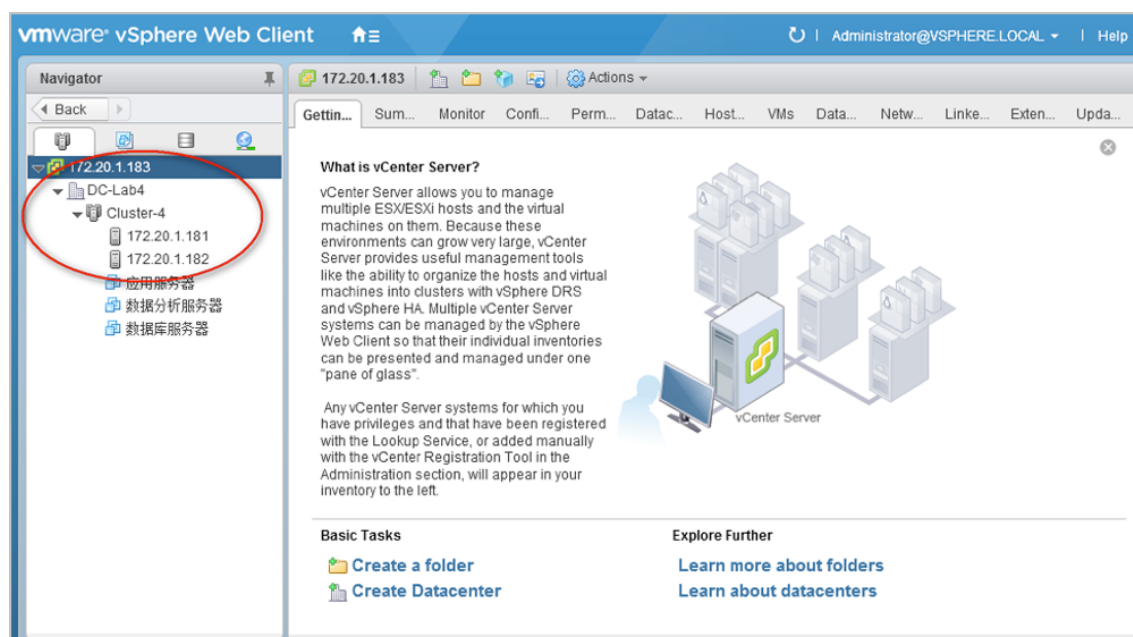 vmware® vSphere Web Client
Administrator@VSPHERE.LOCAL
Help
Navigator
Back
172.20.1.183
DC-Lab4
Cluster-4
172.20.1.181
172.20.1.182
应用服务器
数据分析服务器
数据库服务器
172.20.1.183 Actions
Gettin... Sum... Monitor Confi... Perm... Datac... Host... VMs Data... Netw... Linke... Exten... Upda...
What is vCenter Server?
vCenter Server allows you to manage
multiple ESX/ESXi hosts and the virtual
machines on them. Because these
environments can grow very large, vCenter
Server provides useful management tools
like the ability to organize the hosts and virtual
machines into clusters with vSphere DRS
and vSphere HA. Multiple vCenter Server
systems can be managed by the vSphere
Web Client so that their individual inventories
can be presented and managed under one
"pane of glass".
Any vCenter Server systems for which you
have privileges and that have been registered
with the Lookup Service, or added manually
with the vCenter Registration Tool in the
Administration section, will appear in your
inventory to the left.
vCenter Server
Basic Tasks
Create a folder
Create Datacenter
Explore Further
Learn more about folders
Learn about datacenters